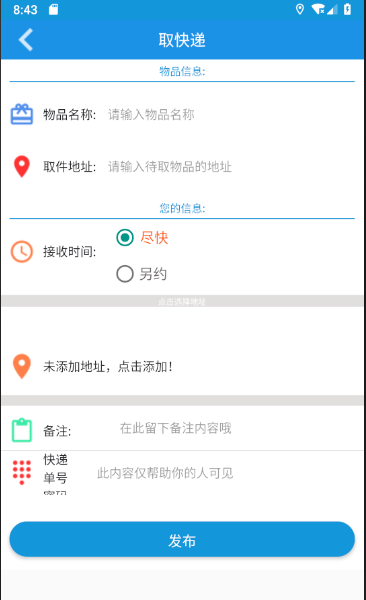 8:43
取快递
物品信息:
物品名称: 请输入物品名称
取件地址: 请输入待取物品的地址
您的信息:
接收时间: 尽快
另约
点击选择地址
未添加地址，点击添加！
备注: 在此留下备注内容哦
快递
单号 此内容仅帮助你的人可见
发布